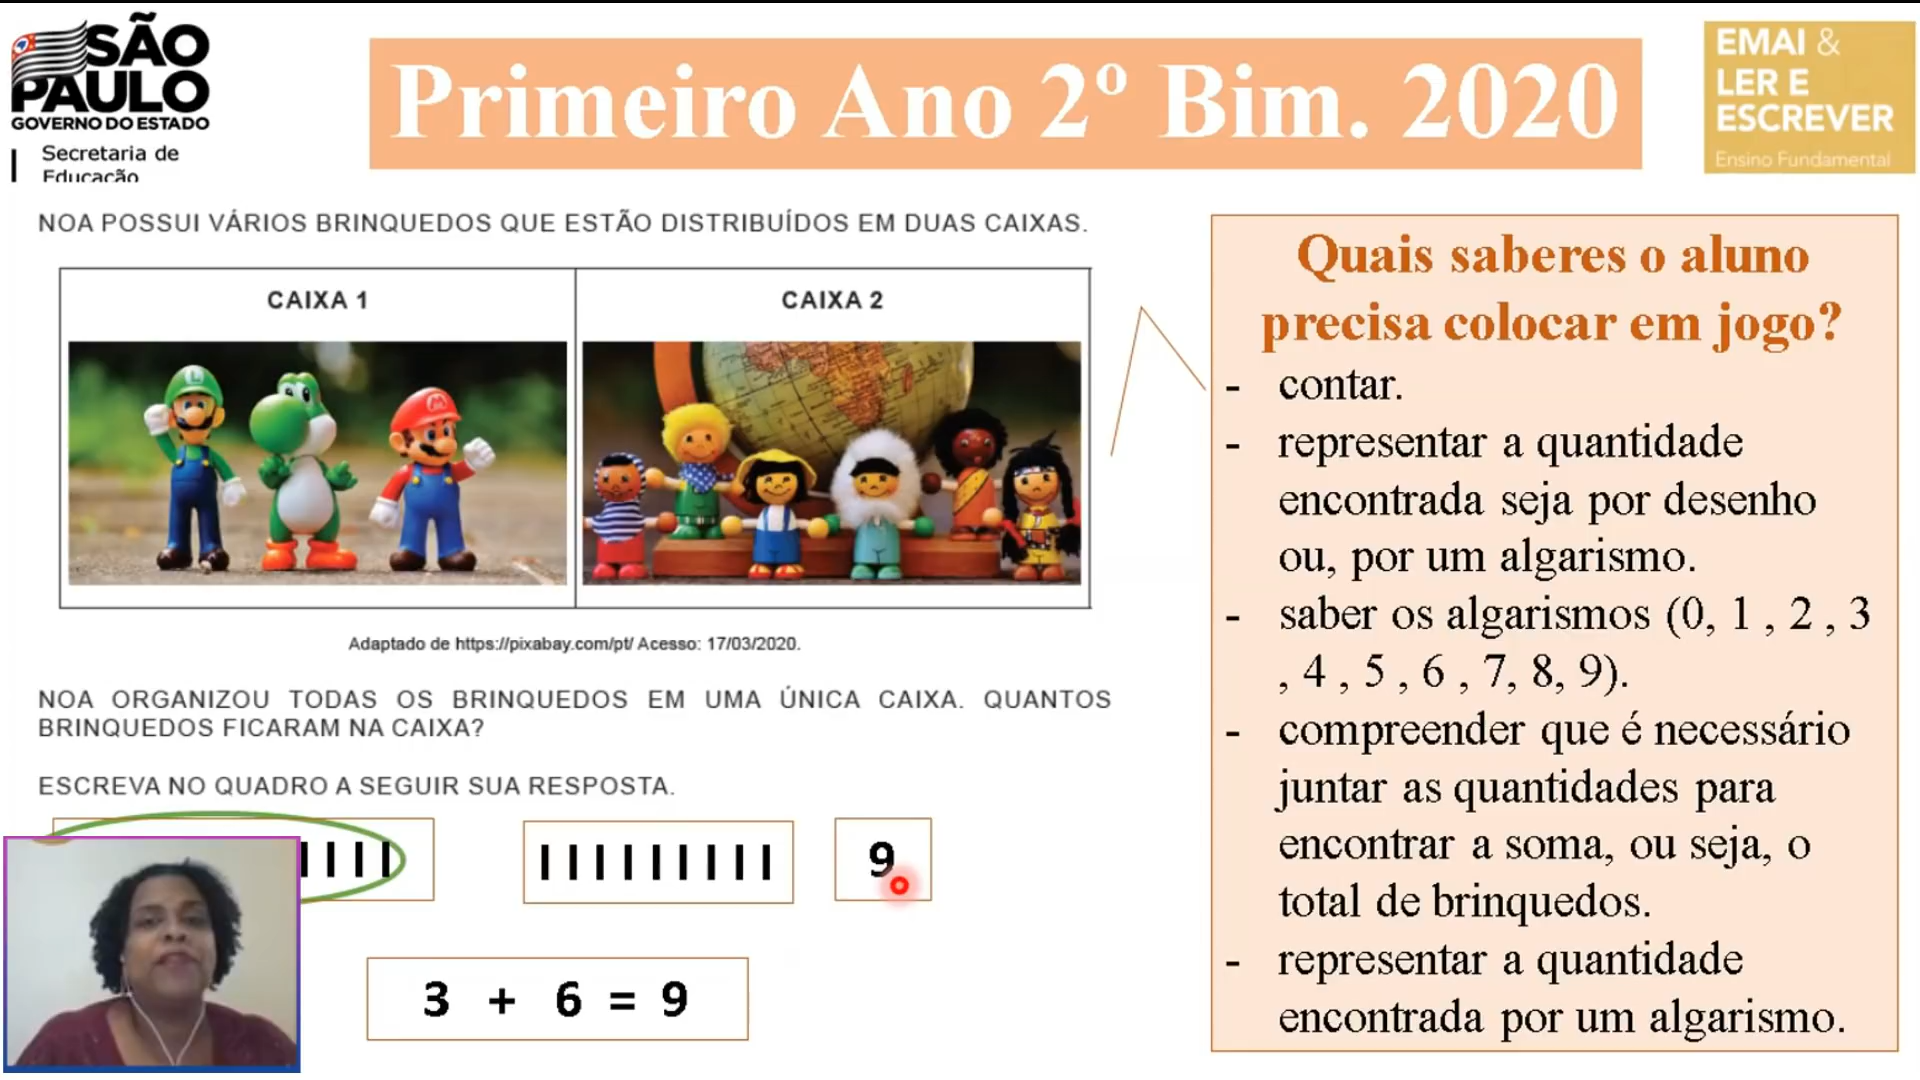 SÃO
PAULO
GOVERNO DO ESTADO
Secretaria de
Educação
Primeiro Ano 2º Bim. 2020
EMAI &
LER E
ESCREVER
Ensino Fundamental
NOA POSSUI VÁRIOS BRINQUEDOS QUE ESTÃO DISTRIBUÍDOS EM DUAS CAIXAS.
CAIXA 1
CAIXA 2
L
M
Adaptado de https://pixabay.com/pt/ Acesso: 17/03/2020.
NOA ORGANIZOU TODAS OS BRINQUEDOS EM UMA ÚNICA CAIXA. QUANTOS
BRINQUEDOS FICARAM NA CAIXA?
ESCREVA NO QUADRO A SEGUIR SUA RESPOSTA.
I I I I
I I I I I I I I I
9
3 + 6 = 9
Quais saberes o aluno
precisa colocar em jogo?
- contar.
- representar a quantidade
encontrada seja por desenho
ou, por um algarismo.
- saber os algarismos (0, 1 , 2 , 3
, 4 , 5 , 6 , 7, 8, 9).
- compreender que é necessário
juntar as quantidades para
encontrar a soma, ou seja, o
total de brinquedos.
- representar a quantidade
encontrada por um algarismo.